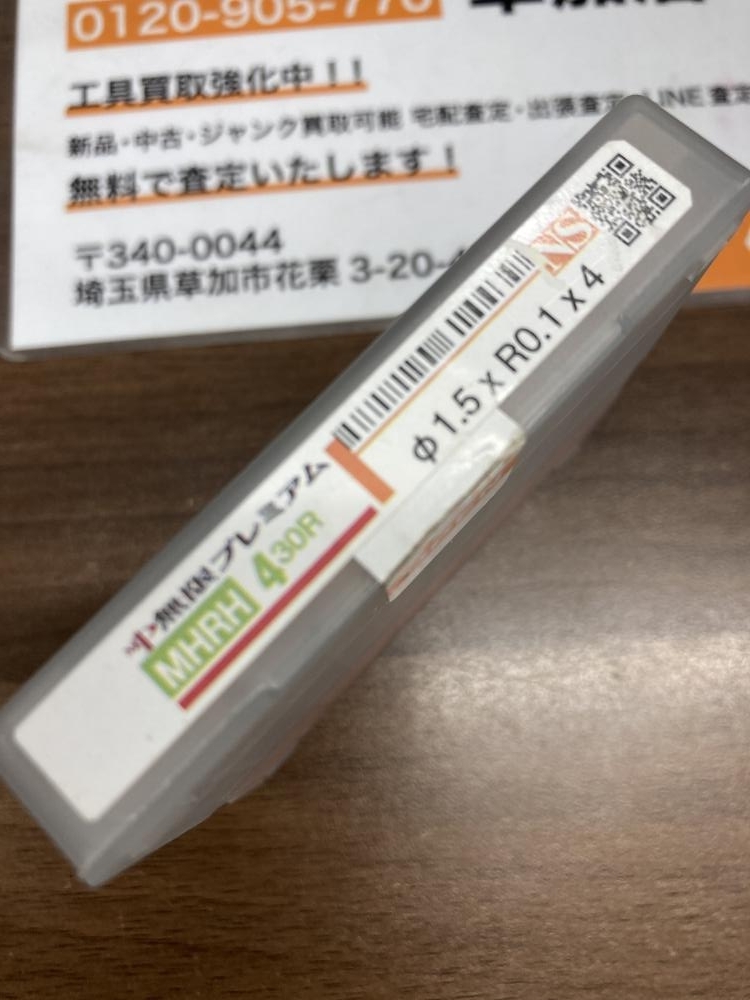 0120-905-770
工具買取強化中！！
新品・中古・ジャンク買取可能 宅配査定・出張査定・LINE査定
無料で査定いたします！
〒340-0044
埼玉県草加市花栗 3-20-
NS
φ1.5 x R0.1 x 4
無限プレミアム
MHRH 430R